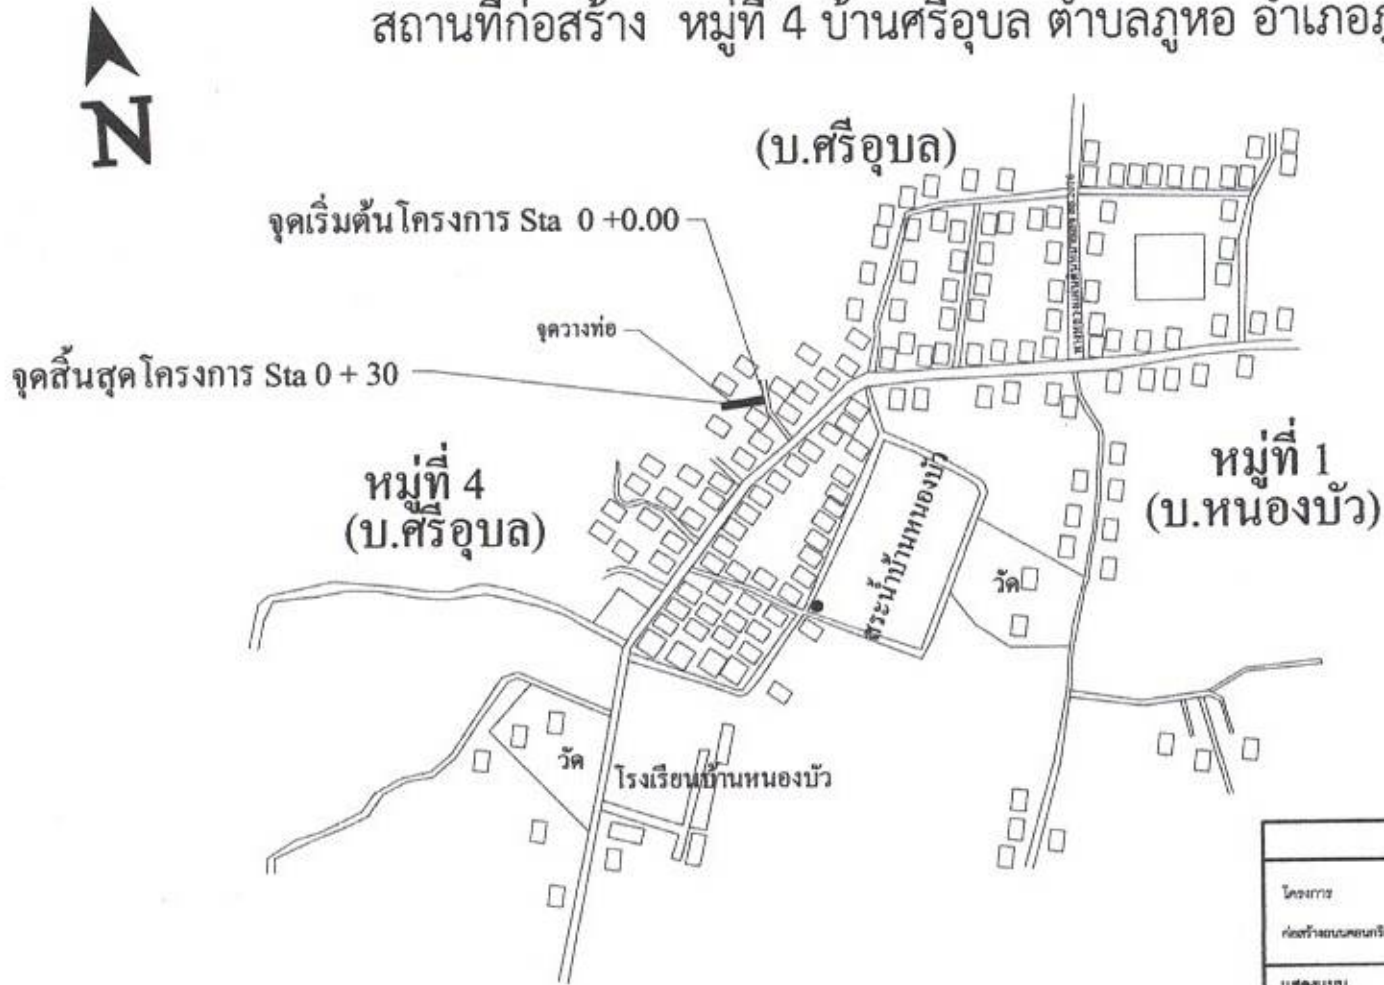 สถานที่ก่อสร้าง หมู่ที่ 4 บ้านศรีอุบล ตำบลภูหอ อำเภอ
N
(บ.ศรีอุบล)
จุดเริ่มต้นโครงการ Sta 0 +0.00
จุดวางท่อ
จุดสิ้นสุดโครงการ Sta 0 + 30
หมู่ที่ 4
(บ.ศรีอุบล)
หมู่ที่ 1
(บ.หนองบัว)
สระน้ำบ้านหนองบัว
วัด
วัด
โรงเรียนบ้านหนองบัว
โครงการ
แสดงแบบ